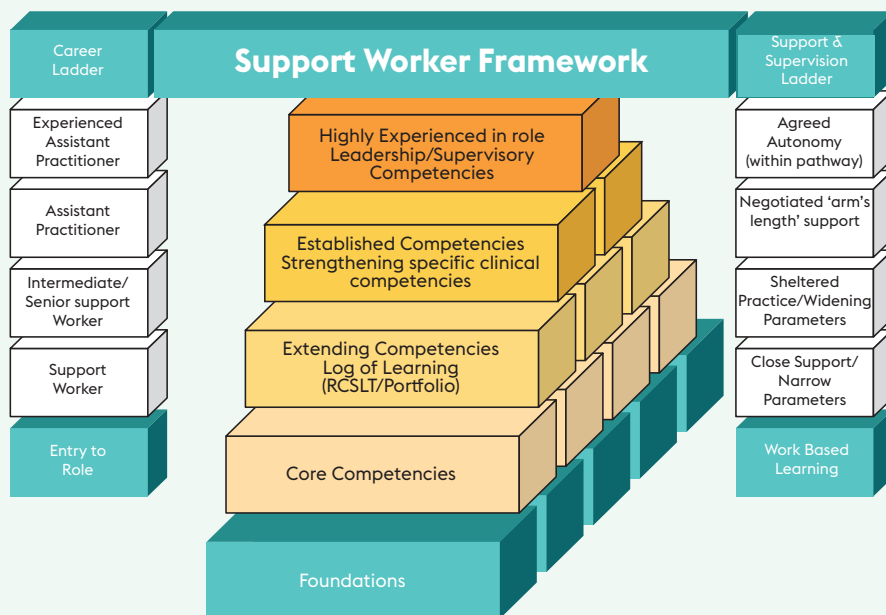 Career
Ladder
Support Worker Framework
Support &
Supervision
Ladder
Experienced
Assistant
Practitioner
Assistant
Practitioner
Intermediate/
Senior support
Worker
Support
Worker
Entry to
Role
Highly Experienced in role
Leadership/Supervisory
Competencies
Established Competencies
Strengthening specific clinical
competencies
Extending Competencies
Log of Learning
(RCSLT/Portfolio)
Core Competencies
Foundations
Agreed
Autonomy
(within pathway)
Negotiated ‘arm’s
length’ support
Sheltered
Practice/Widening
Parameters
Close Support/
Narrow
Parameters
Work Based
Learning